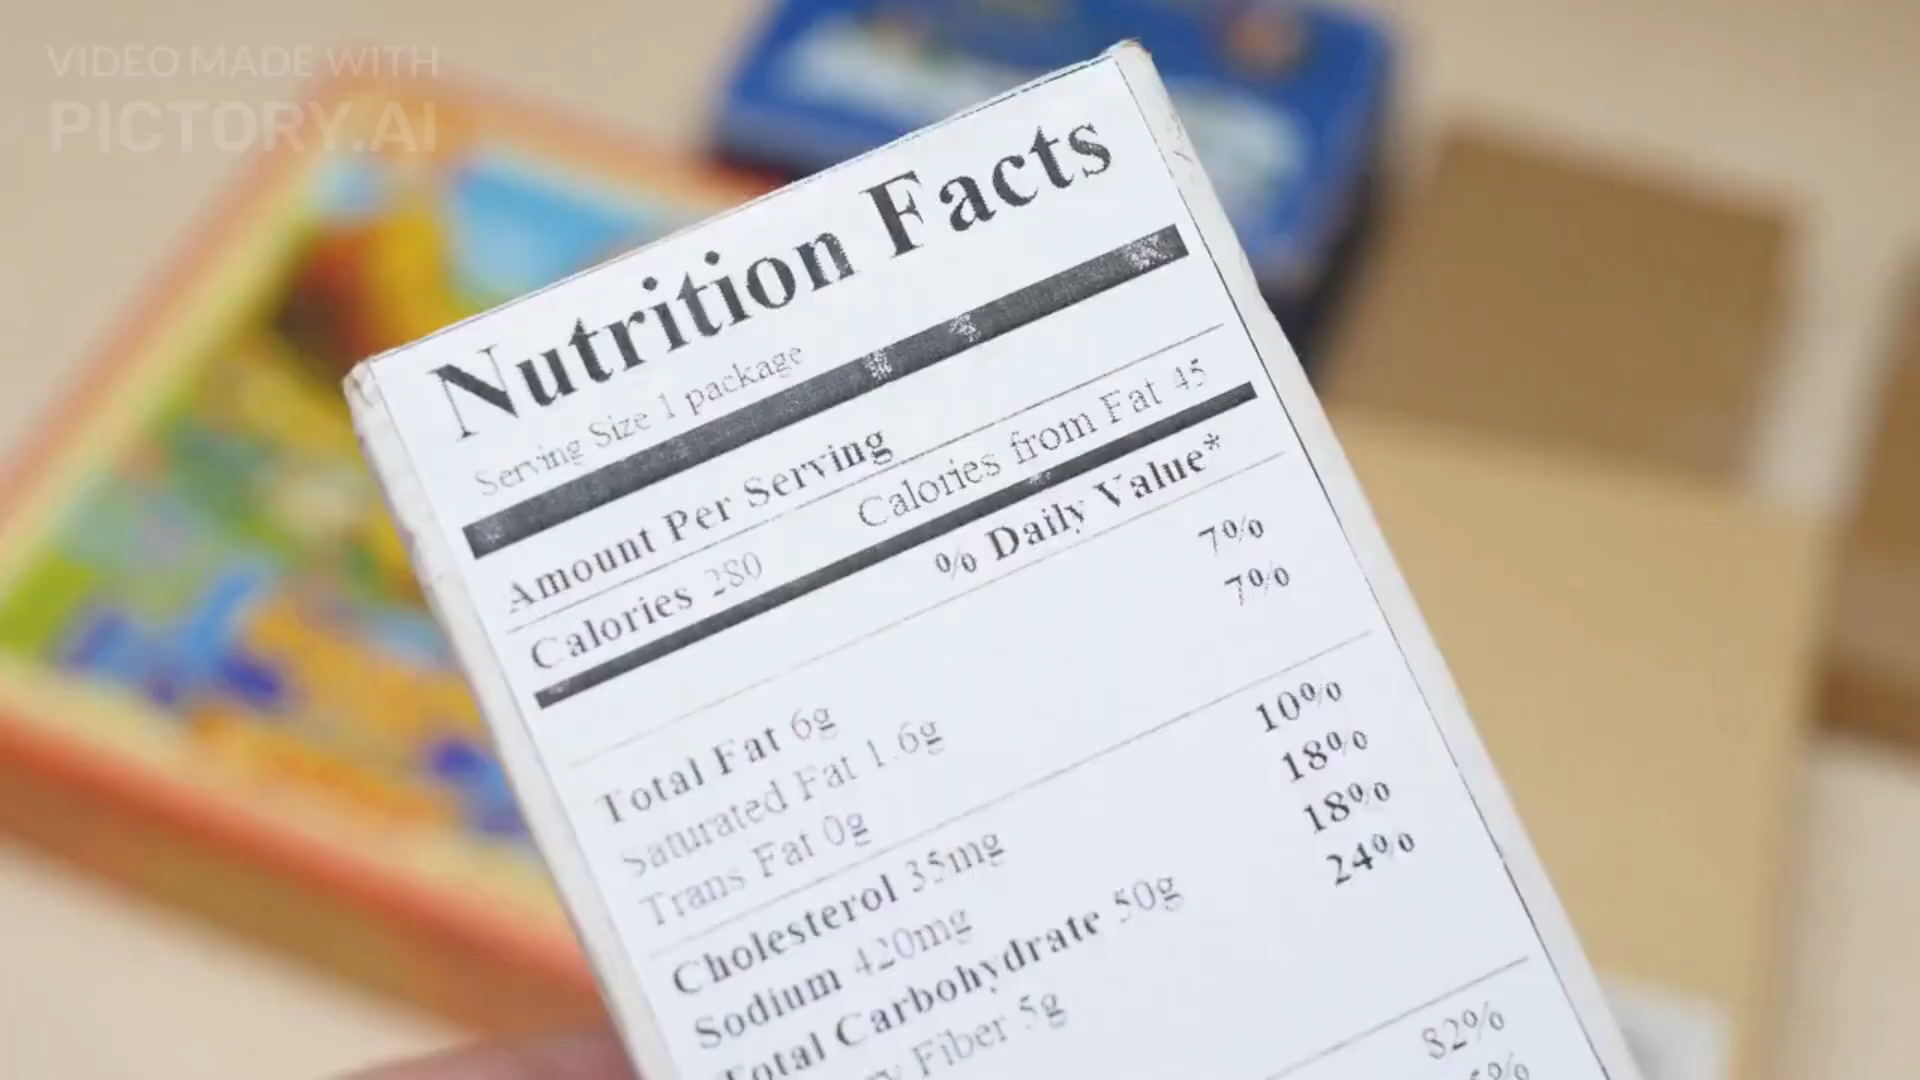 VIDEO MADE WITH
PICTORY.AI
Nutrition Facts
Serving Size 1 package
Amount Per Serving
Calories 280 Calories from Fat 45
% Daily Value*
Total Fat 6g 7%
Saturated Fat 1.6g 7%
Trans Fat 0g
Cholesterol 35mg 10%
Sodium 420mg 18%
Total Carbohydrate 50g 18%
Fiber 5g 24%
82%